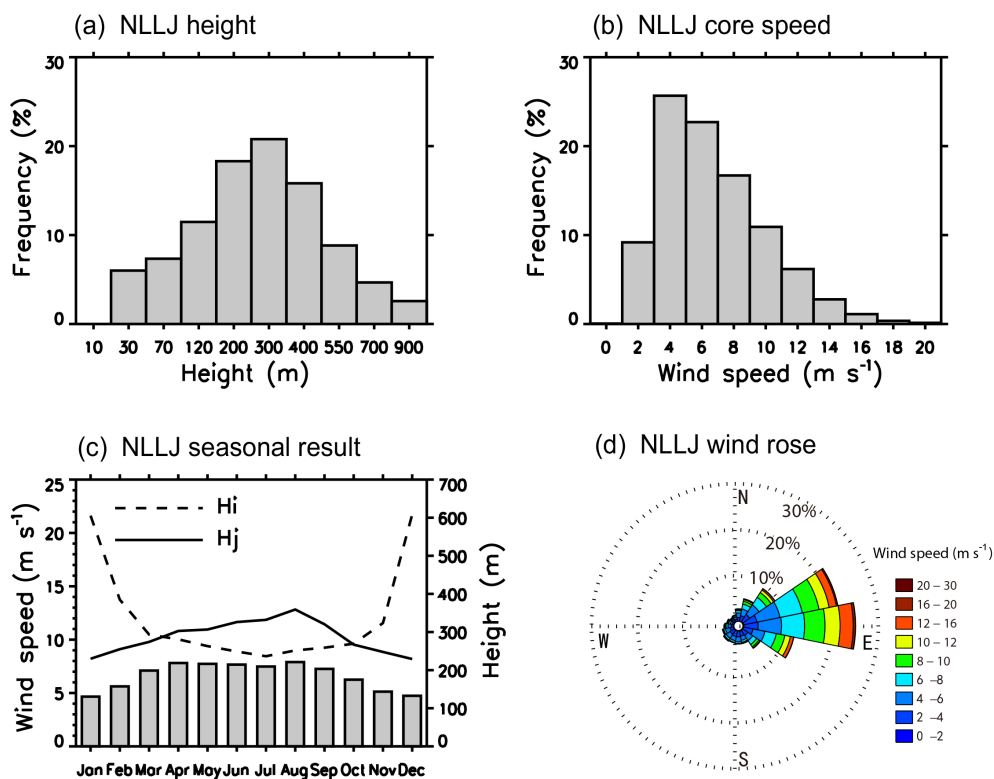 (a) NLLJ height
30
20
10
0
Frequency (%)
10 30 70 120 200 300 400 550 700 900
Height (m)
(b) NLLJ core speed
30
20
10
0
Frequency (%)
0 2 4 6 8 10 12 14 16 18 20
Wind speed (m s⁻¹)
(c) NLLJ seasonal result
25
20
15
10
5
0
Wind speed (m s⁻¹)
Hi
Hj
700
600
500
400
300
200
100
0
Height (m)
Jan Feb Mar Apr May Jun Jul Aug Sep Oct Nov Dec
(d) NLLJ wind rose
N
30%
20%
10%
W
E
S
Wind speed (m s⁻¹)
20 – 30
16 – 20
12 – 16
10 – 12
8 – 10
6 – 8
4 – 6
2 – 4
0 – 2